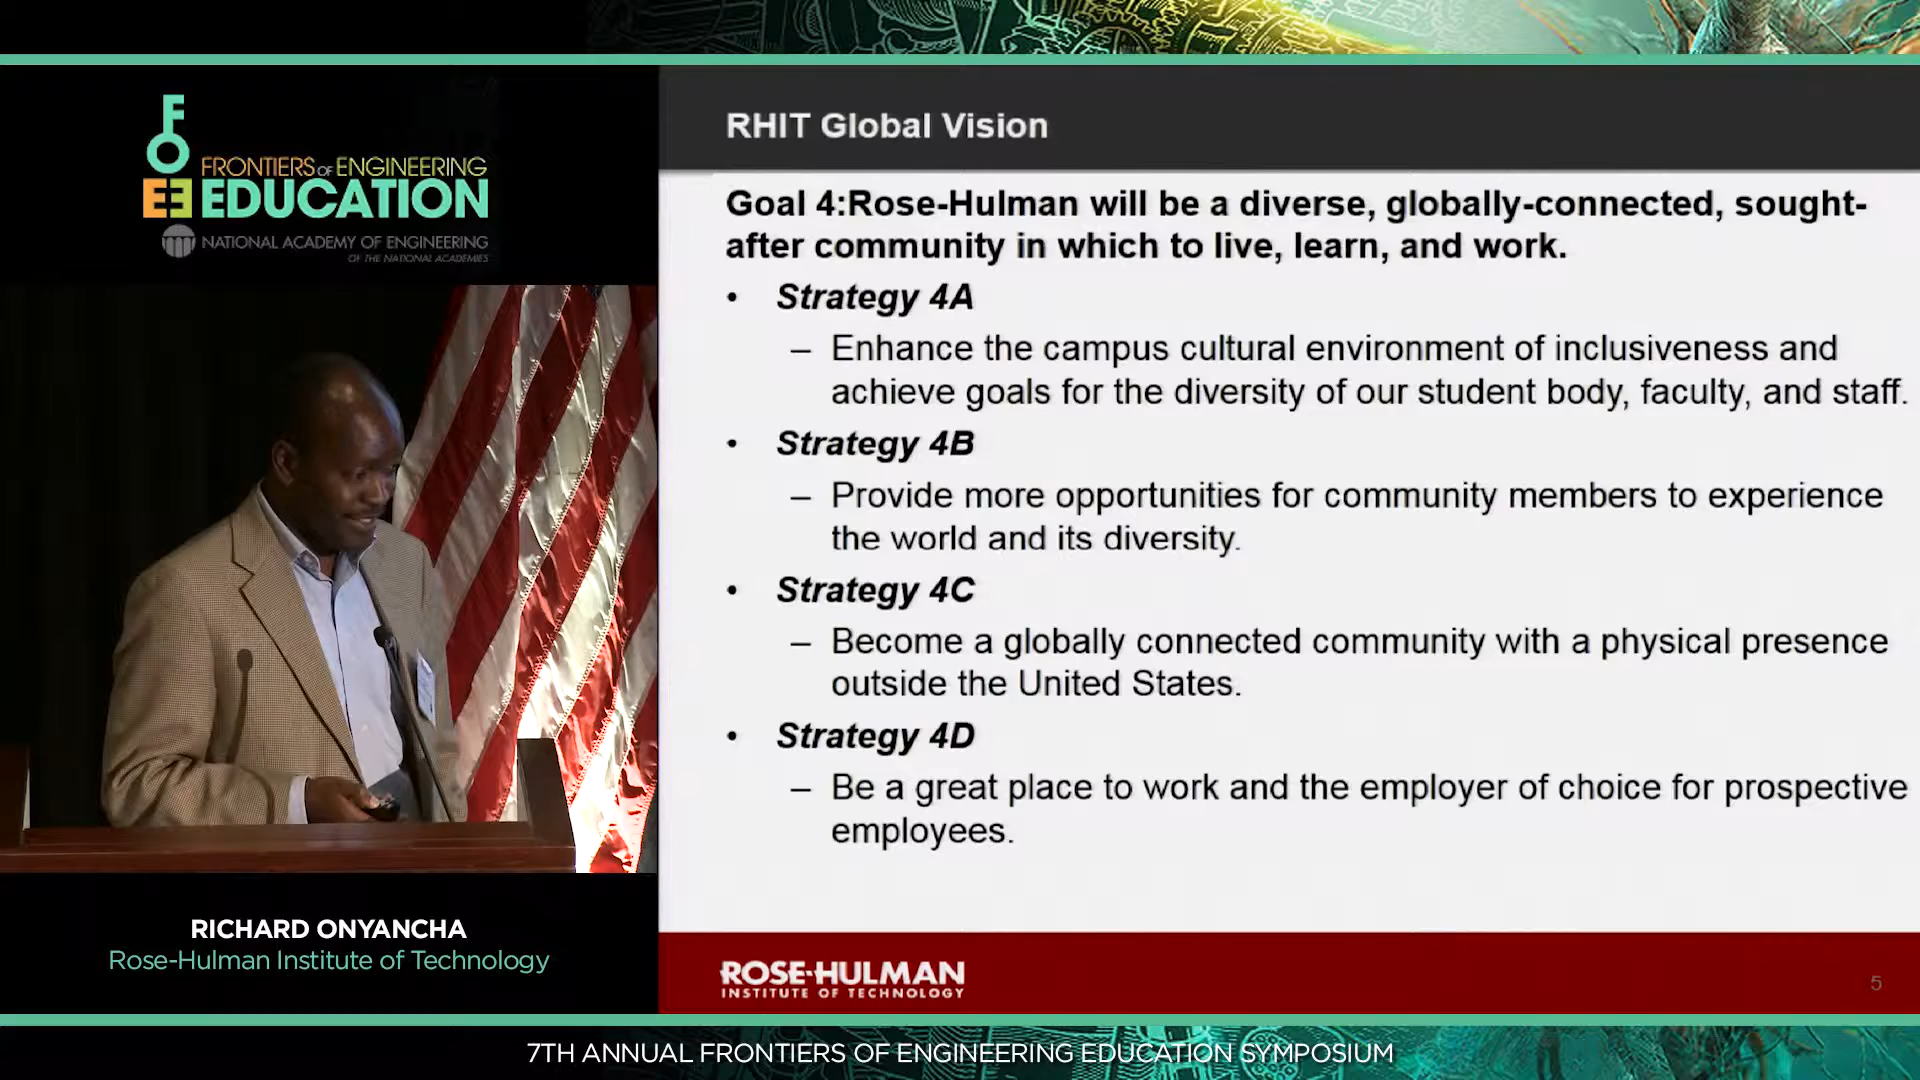 FOEE
FRONTIERS OF ENGINEERING
EDUCATION
NATIONAL ACADEMY OF ENGINEERING
OF THE NATIONAL ACADEMIES
RICHARD ONYANCHA
Rose-Hulman Institute of Technology
RHIT Global Vision
Goal 4:Rose-Hulman will be a diverse, globally-connected, sought-
after community in which to live, learn, and work.
• Strategy 4A
– Enhance the campus cultural environment of inclusiveness and
achieve goals for the diversity of our student body, faculty, and staff.
• Strategy 4B
– Provide more opportunities for community members to experience
the world and its diversity.
• Strategy 4C
– Become a globally connected community with a physical presence
outside the United States.
• Strategy 4D
– Be a great place to work and the employer of choice for prospective
employees.
ROSE-HULMAN
INSTITUTE OF TECHNOLOGY
5
7TH ANNUAL FRONTIERS OF ENGINEERING EDUCATION SYMPOSIUM